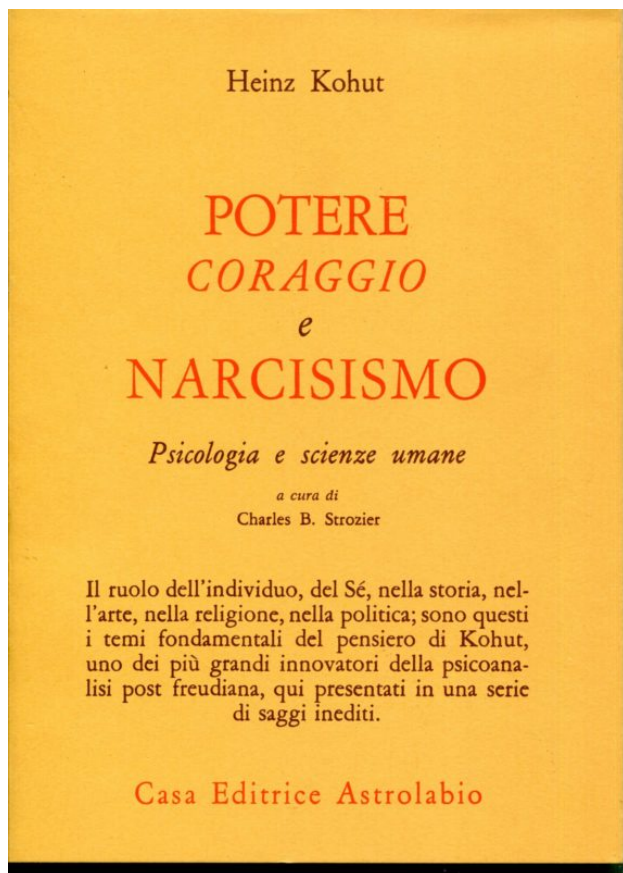 Heinz Kohut
POTERE
CORAGGIO
e
NARCISISMO
Psicologia e scienze umane
a cura di
Charles B. Strozier
Il ruolo dell'individuo, del Sé, nella storia, nel-
l'arte, nella religione, nella politica; sono questi
i temi fondamentali del pensiero di Kohut,
uno dei più grandi innovatori della psicoana-
lisi post freudiana, qui presentati in una serie
di saggi inediti.
Casa Editrice Astrolabio